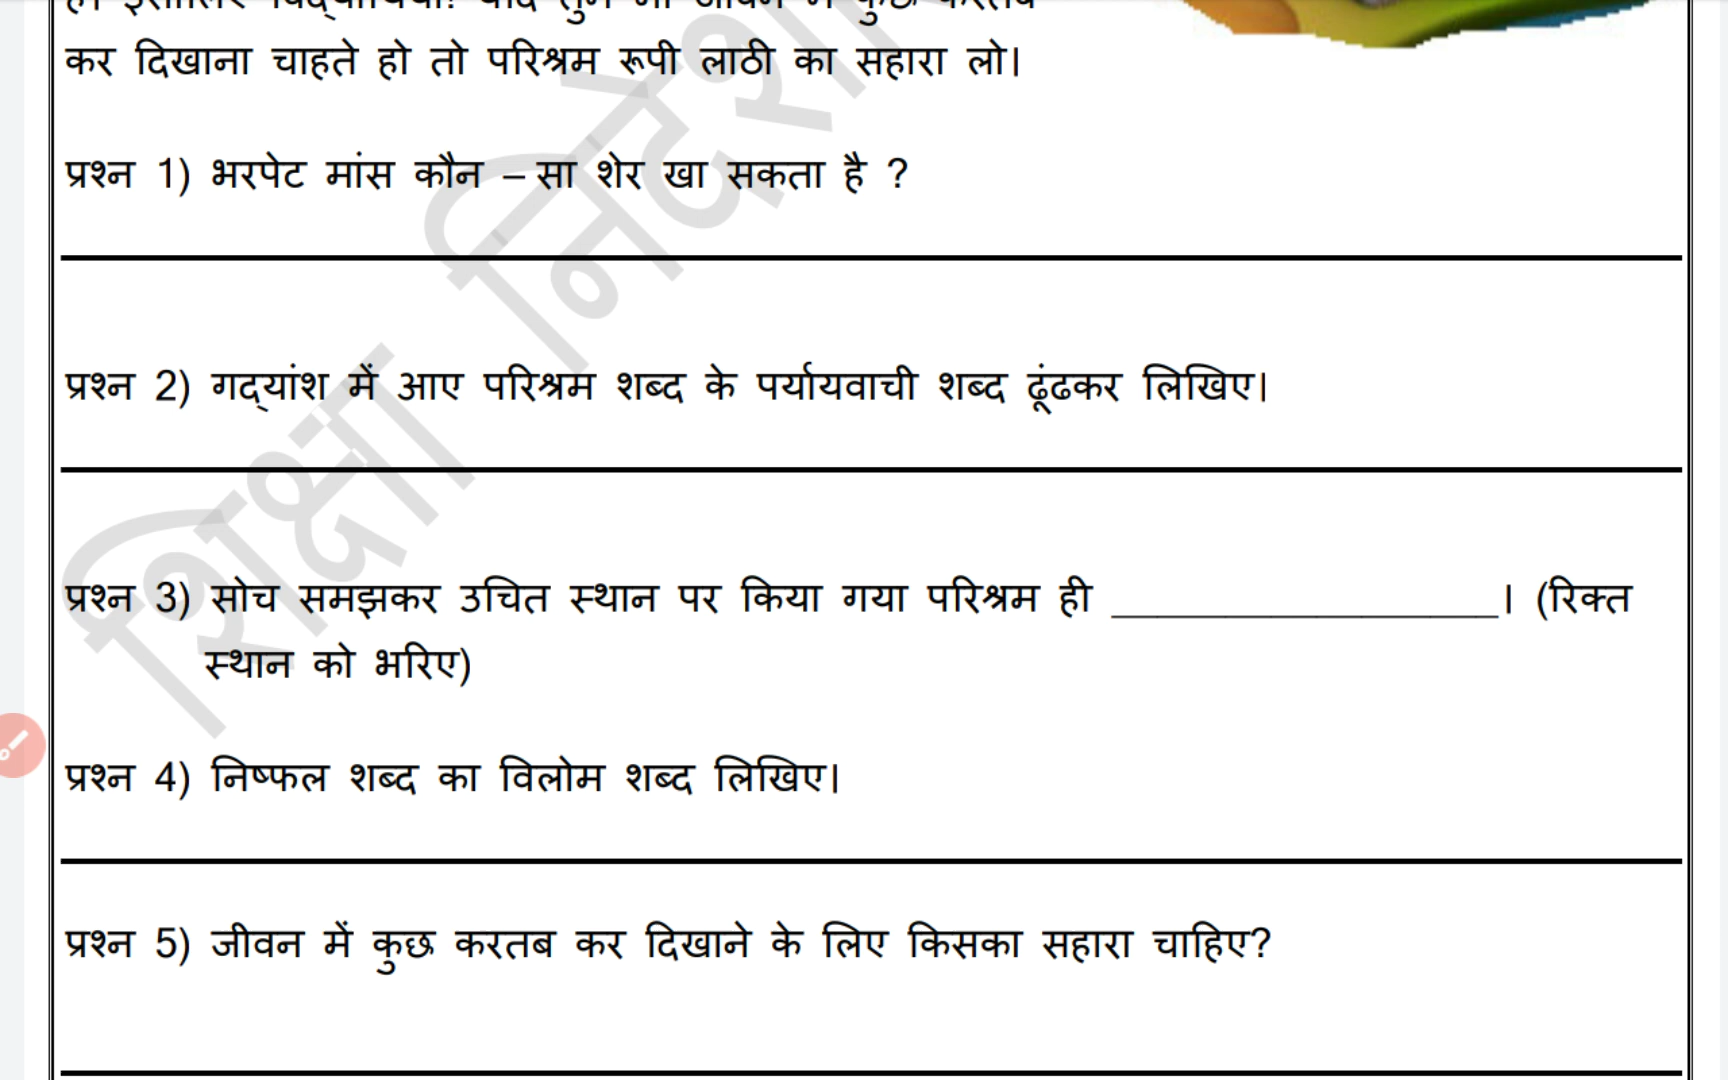 कर दिखाना चाहते हो तो परिश्रम रूपी लाठी का सहारा लो।
प्रश्न 1) भरपेट मांस कौन – सा शेर खा सकता है ?
प्रश्न 2) गद्यांश में आए परिश्रम शब्द के पर्यायवाची शब्द ढूंढकर लिखिए।
प्रश्न 3) सोच समझकर उचित स्थान पर किया गया परिश्रम ही ____________________। (रिक्त
स्थान को भरिए)
प्रश्न 4) निष्फल शब्द का विलोम शब्द लिखिए।
प्रश्न 5) जीवन में कुछ करतब कर दिखाने के लिए किसका सहारा चाहिए?
शिक्षा